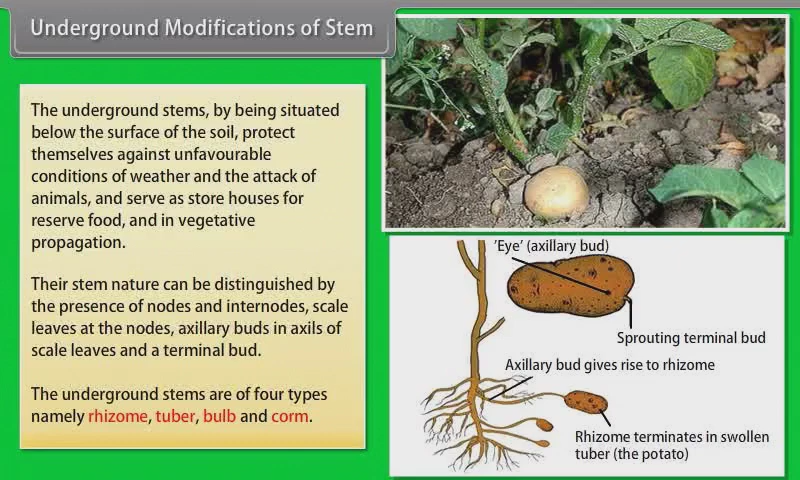 Underground Modifications of Stem
The underground stems, by being situated
below the surface of the soil, protect
themselves against unfavourable
conditions of weather and the attack of
animals, and serve as store houses for
reserve food, and in vegetative
propagation.
Their stem nature can be distinguished by
the presence of nodes and internodes, scale
leaves at the nodes, axillary buds in axils of
scale leaves and a terminal bud.
The underground stems are of four types
namely rhizome, tuber, bulb and corm.
'Eye' (axillary bud)
Sprouting terminal bud
Axillary bud gives rise to rhizome
Rhizome terminates in swollen
tuber (the potato)